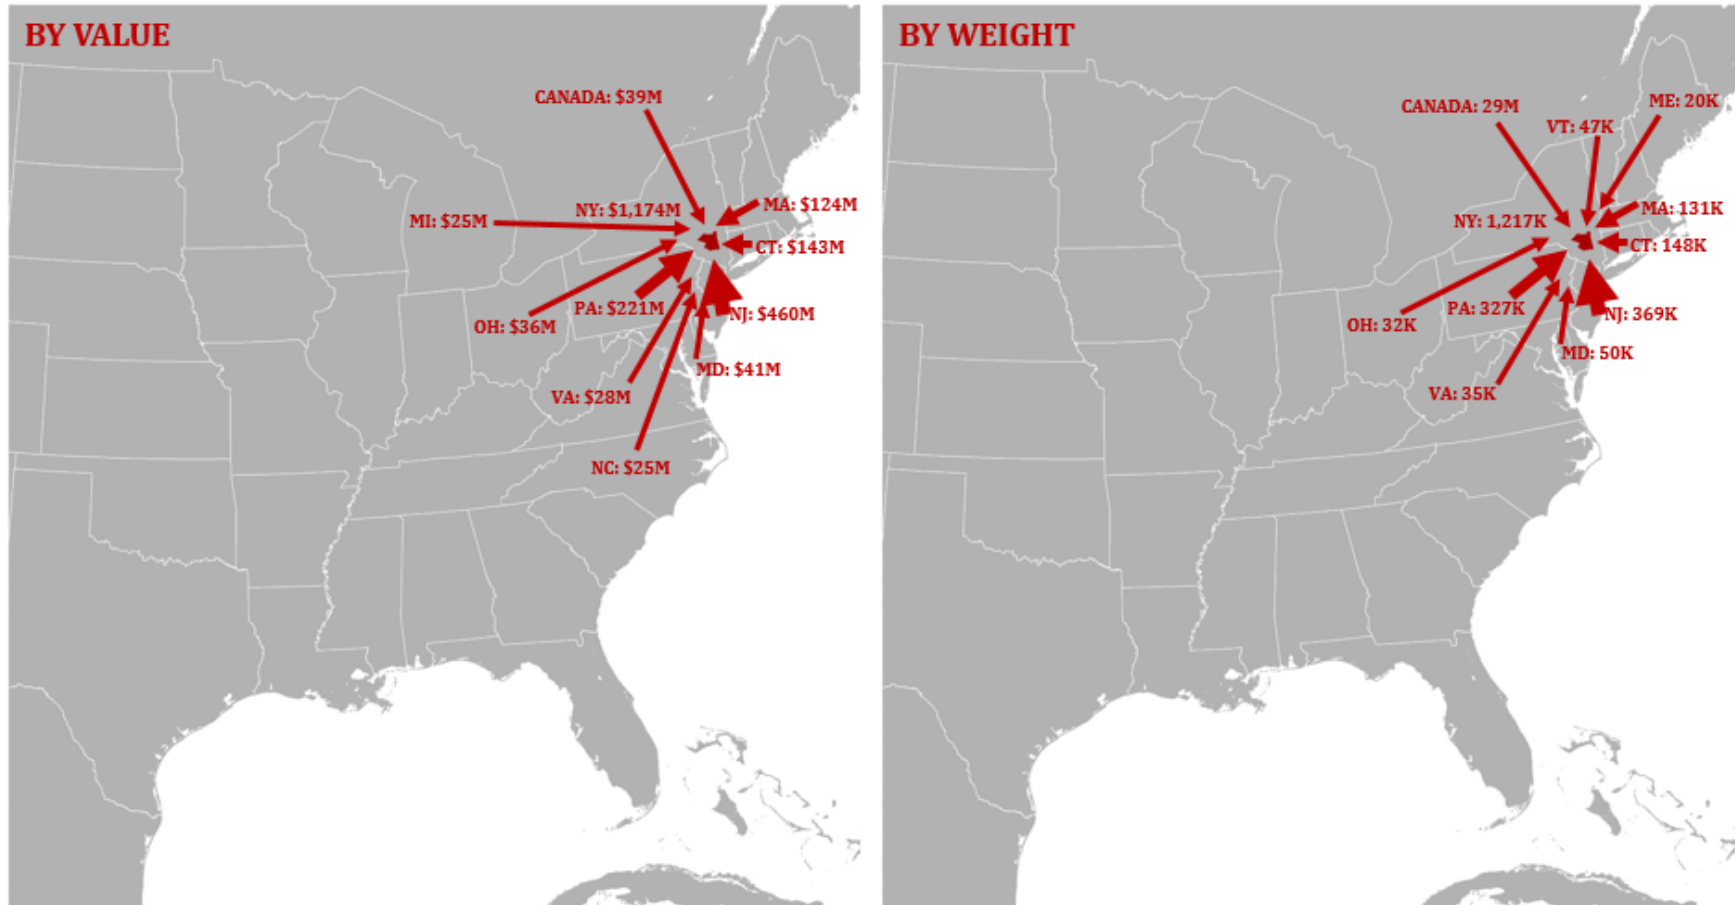 BY VALUE
CANADA: $39M
MI: $25M
NY: $1,174M
MA: $124M
CT: $143M
OH: $36M
PA: $221M
NJ: $460M
MD: $41M
VA: $28M
NC: $25M
BY WEIGHT
CANADA: 29M
VT: 47K
ME: 20K
NY: 1,217K
MA: 131K
CT: 148K
OH: 32K
PA: 327K
NJ: 369K
MD: 50K
VA: 35K